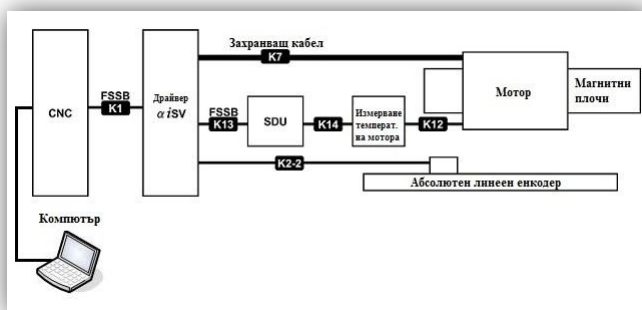 Захранващ кабел
K7
CNC
FSSB
K1
Драйвер
αiSV
FSSB
K13
SDU
K14
Измерване
температ.
на мотора
K12
Мотор
Магнитни
плочи
K2-2
Абсолютен линеен енкодер
Компютър